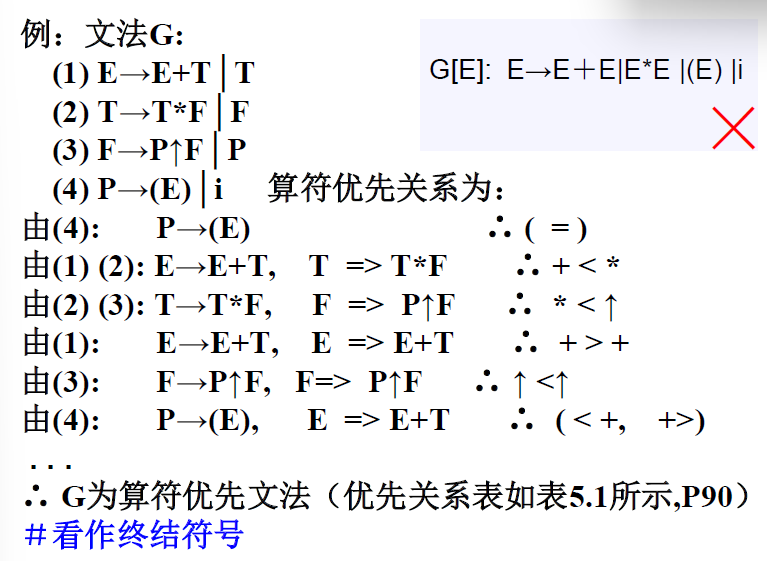 例：文法G:
(1) E→E+T│T
(2) T→T*F│F
(3) F→P↑F│P
(4) P→(E)│i 算符优先关系为：
G[E]: E→E＋E|E*E |(E) |i
由(4): P→(E) ∴ ( = )
由(1) (2): E→E+T, T => T*F ∴ + < *
由(2) (3): T→T*F, F => P↑F ∴ * < ↑
由(1): E→E+T, E => E+T ∴ + > +
由(3): F→P↑F, F=> P↑F ∴ ↑ <↑
由(4): P→(E), E => E+T ∴ ( < +, +>)
...
∴ G为算符优先文法（优先关系表如表5.1所示,P90）
＃看作终结符号